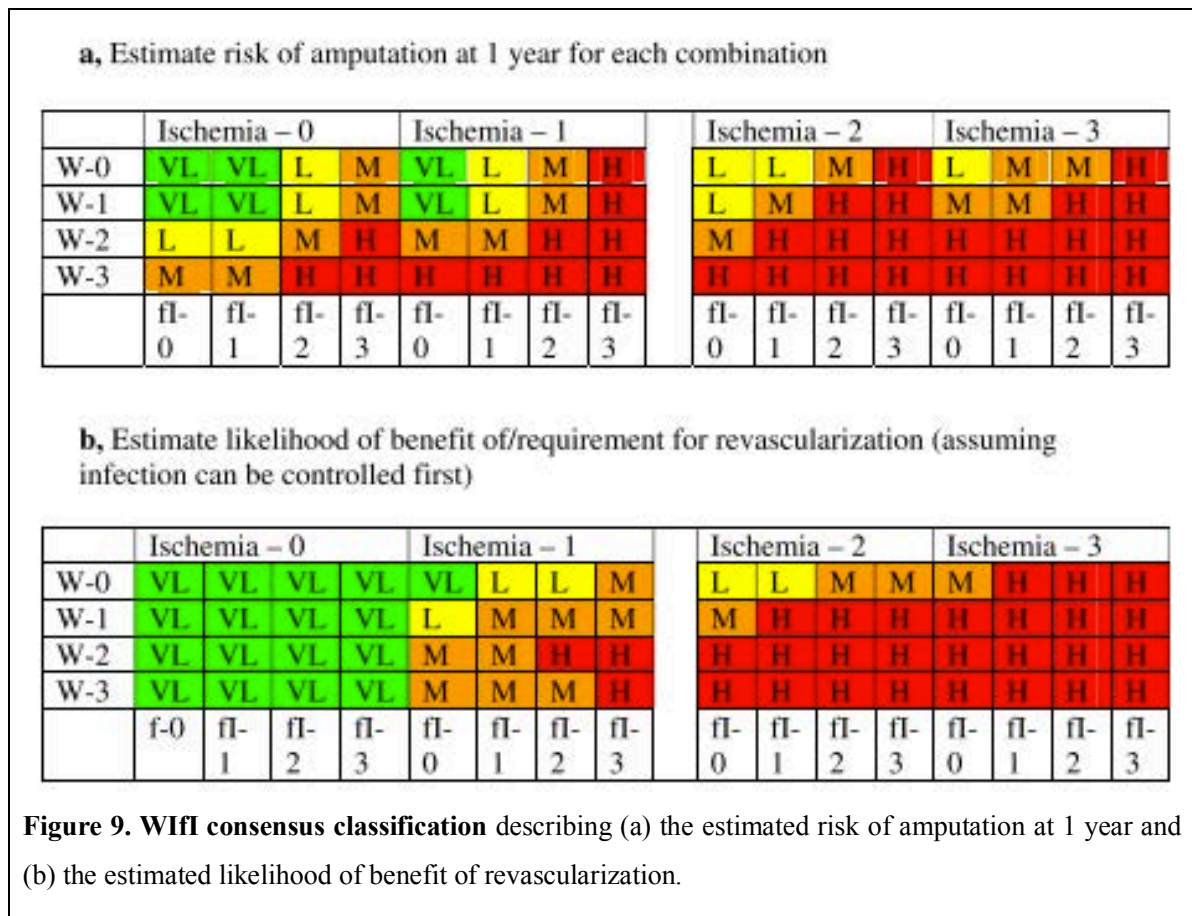 a, Estimate risk of amputation at 1 year for each combination
Ischemia – 0 Ischemia – 1 Ischemia – 2 Ischemia – 3
W-0 VL VL L M VL L M H L L M H L M M H
W-1 VL VL L M VL L M H L M H H M M H H
W-2 L L M H M M H H M H H H H H H H
W-3 M M H H H H H H H H H H H H H H
fI- fI- fI- fI- fI- fI- fI- fI- fI- fI- fI- fI- fI- fI- fI- fI-
0 1 2 3 0 1 2 3 0 1 2 3 0 1 2 3
b, Estimate likelihood of benefit of/requirement for revascularization (assuming
infection can be controlled first)
Ischemia – 0 Ischemia – 1 Ischemia – 2 Ischemia – 3
W-0 VL VL VL VL VL L L M L L M M M H H H
W-1 VL VL VL VL L M M M M H H H H H H H
W-2 VL VL VL VL M M H H H H H H H H H H
W-3 VL VL VL VL M M M H H H H H H H H H
f-0 fI- fI- fI- fI- fI- fI- fI- fI- fI- fI- fI- fI- fI- fI- fI-
1 2 3 0 1 2 3 0 1 2 3 0 1 2 3
Figure 9. WIfI consensus classification describing (a) the estimated risk of amputation at 1 year and
(b) the estimated likelihood of benefit of revascularization.